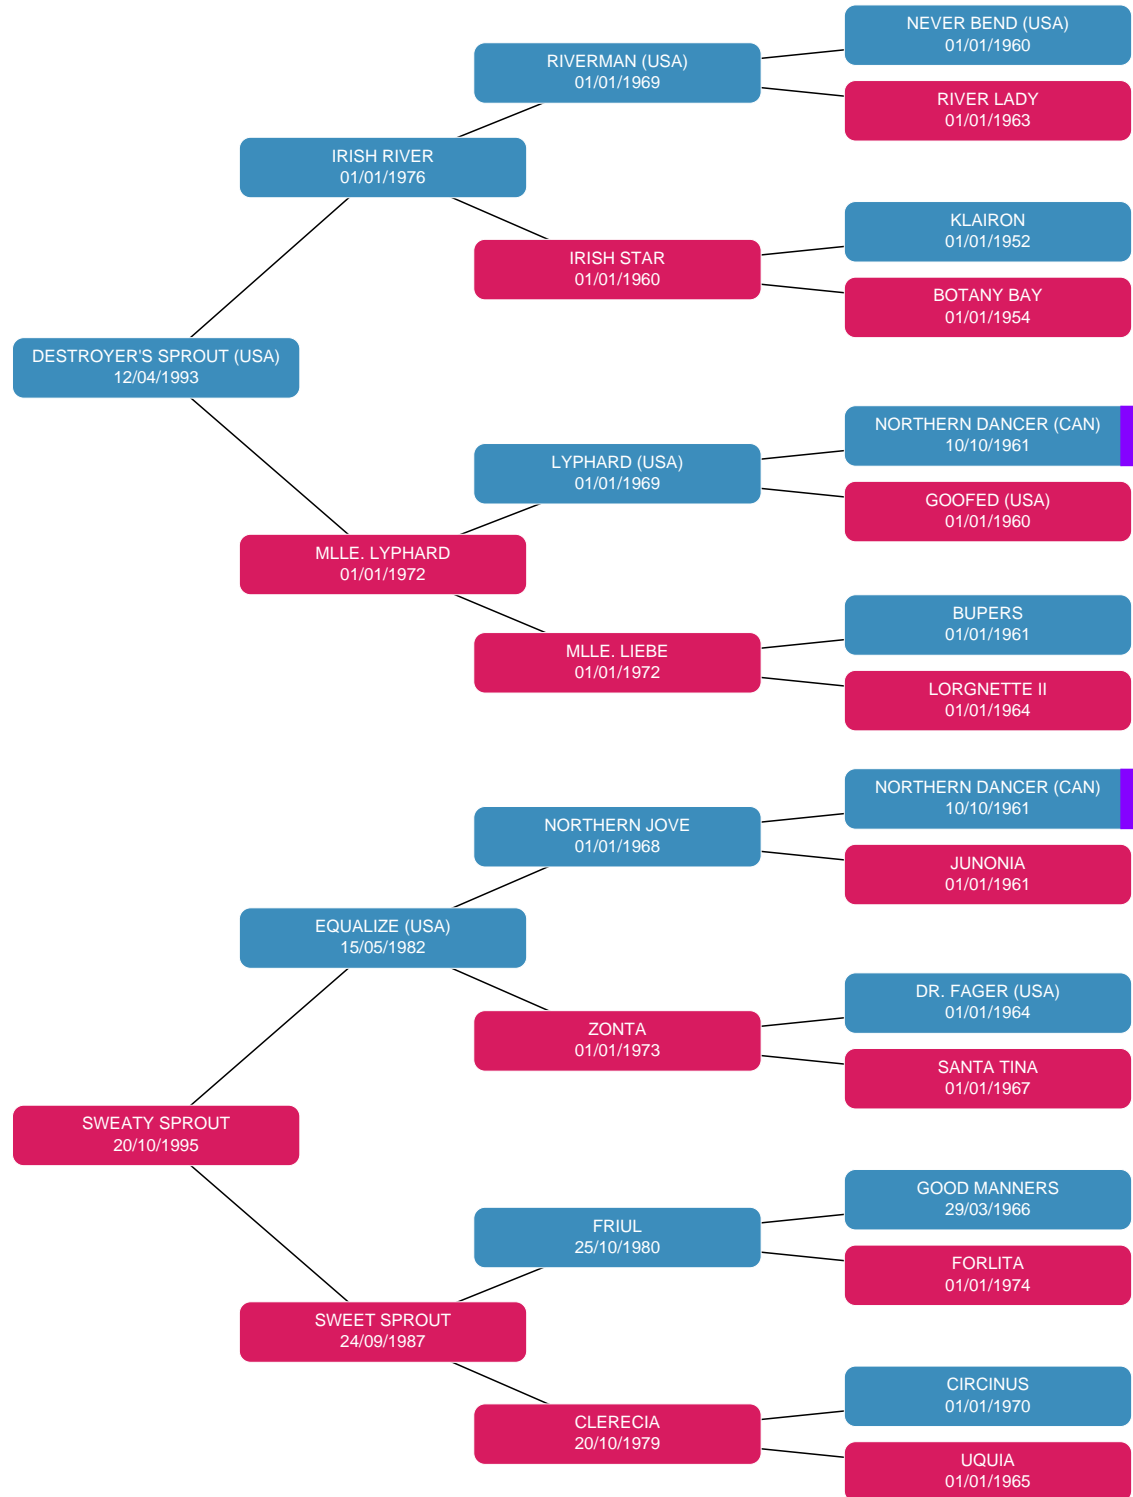 NEVER BEND (USA)
01/01/1960
RIVERMAN (USA)
01/01/1969
RIVER LADY
01/01/1963
IRISH RIVER
01/01/1976
KLAIRON
01/01/1952
IRISH STAR
01/01/1960
BOTANY BAY
01/01/1954
DESTROYER'S SPROUT (USA)
12/04/1993
NORTHERN DANCER (CAN)
10/10/1961
LYPHARD (USA)
01/01/1969
GOOFED (USA)
01/01/1960
MLLE. LYPHARD
01/01/1972
BUPERS
01/01/1961
MLLE. LIEBE
01/01/1972
LORGNETTE II
01/01/1964
NORTHERN DANCER (CAN)
10/10/1961
NORTHERN JOVE
01/01/1968
JUNONIA
01/01/1961
EQUALIZE (USA)
15/05/1982
DR. FAGER (USA)
01/01/1964
ZONTA
01/01/1973
SANTA TINA
01/01/1967
SWEATY SPROUT
20/10/1995
GOOD MANNERS
29/03/1966
FRIUL
25/10/1980
FORLITA
01/01/1974
SWEET SPROUT
24/09/1987
CIRCINUS
01/01/1970
CLERECIA
20/10/1979
UQUIA
01/01/1965